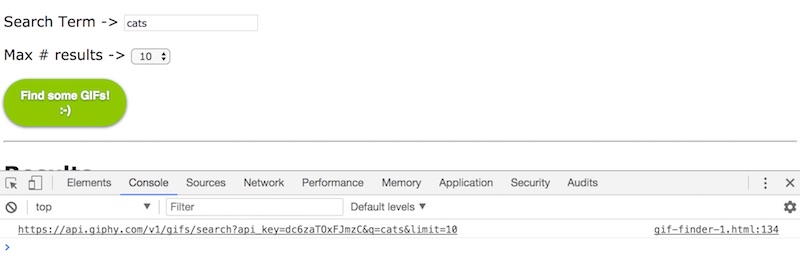 Search Term -> cats
Max # results -> 10
Find some GIFs!
:-)
Results
Elements Console Sources Network Performance Memory Application Security Audits
top Filter Default levels
https://api.giphy.com/v1/gifs/search?api_key=dc6zaTOxFJmzC&q=cats&limit=10 gif-finder-1.html:134
>